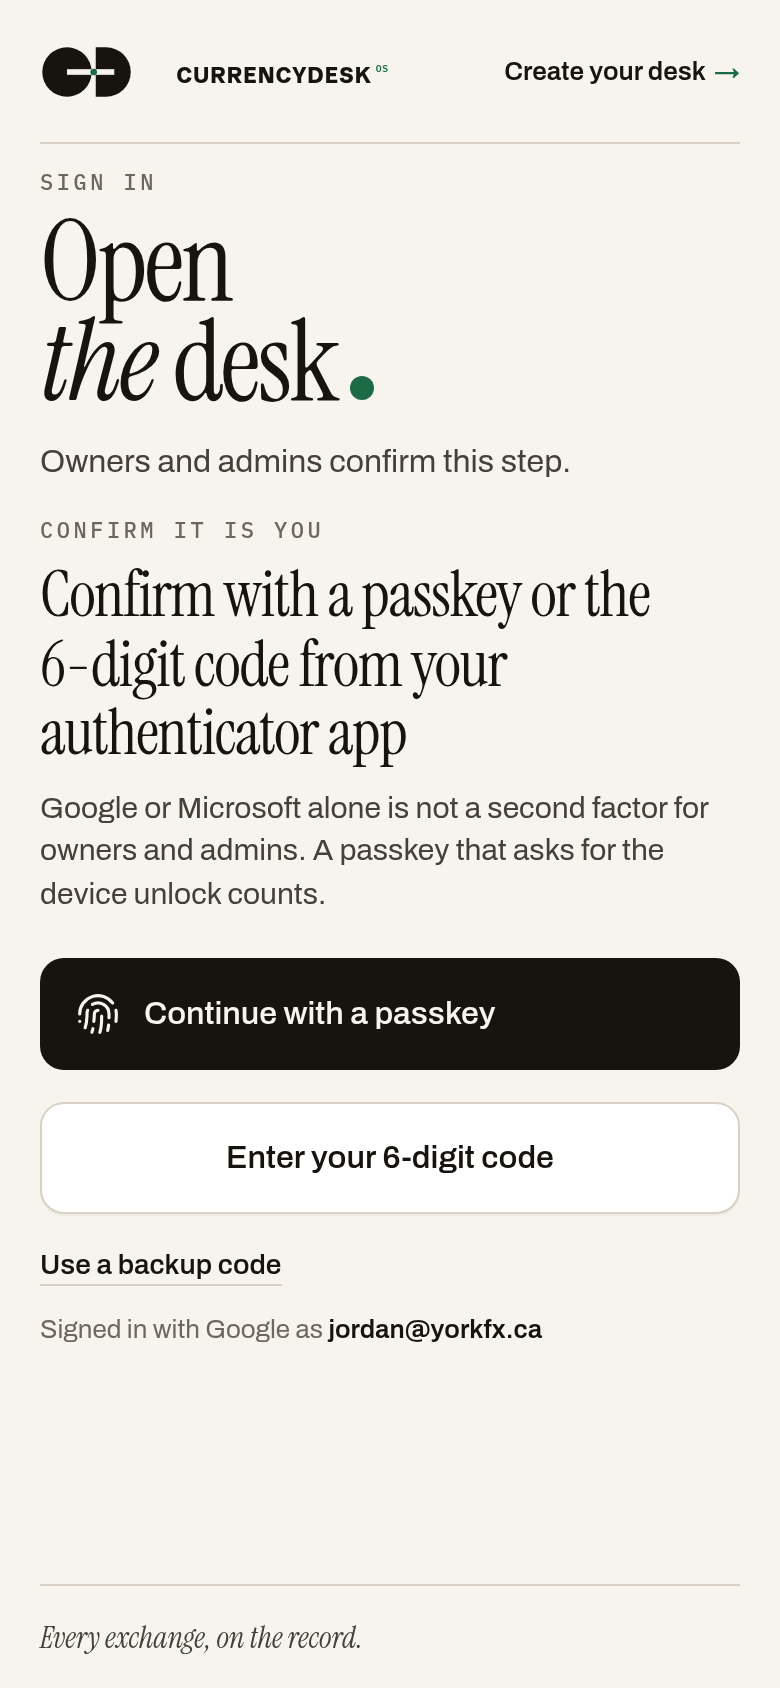 CURRENCYDESK OS
Create your desk →
SIGN IN
Open
the desk.
Owners and admins confirm this step.
CONFIRM IT IS YOU
Confirm with a passkey or the
6-digit code from your
authenticator app
Google or Microsoft alone is not a second factor for
owners and admins. A passkey that asks for the
device unlock counts.
Continue with a passkey
Enter your 6-digit code
Use a backup code
Signed in with Google as jordan@yorkfx.ca
Every exchange, on the record.